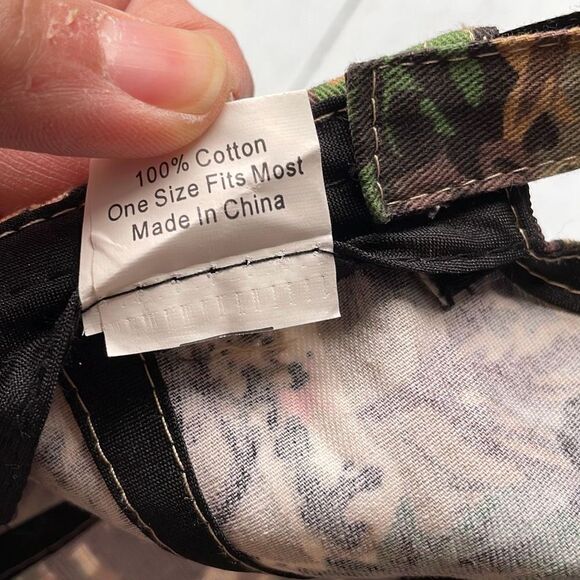 100% Cotton
One Size Fits Most
Made In China